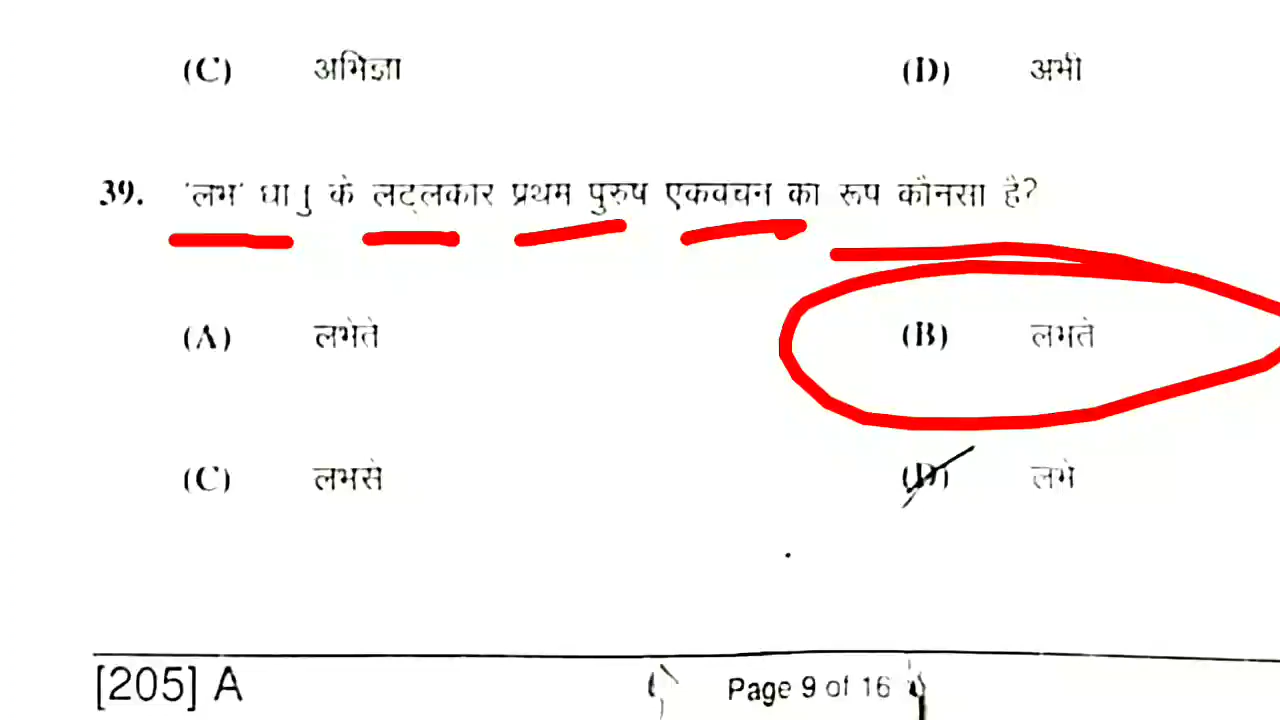 (C) अभिज्ञा (D) अभी
39. 'लभ' धातु के लट्लकार प्रथम पुरुष एकवचन का रूप कौनसा है?
(A) लभेते (B) लभते
(C) लभसे (D) लभे
[205] A Page 9 of 16